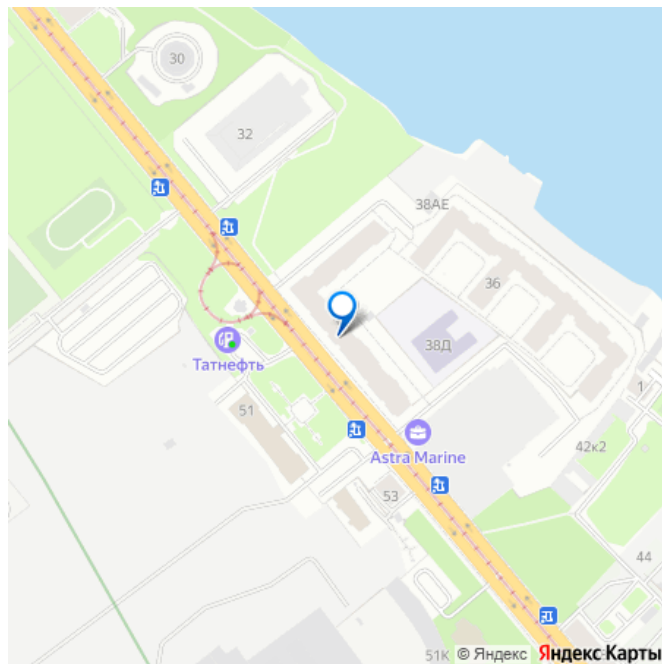 30
32
38АЕ
36
38Д
Татнефть
51
1
Astra Marine
42к2
53
44
51К
© Яндекс
Яндекс Карты